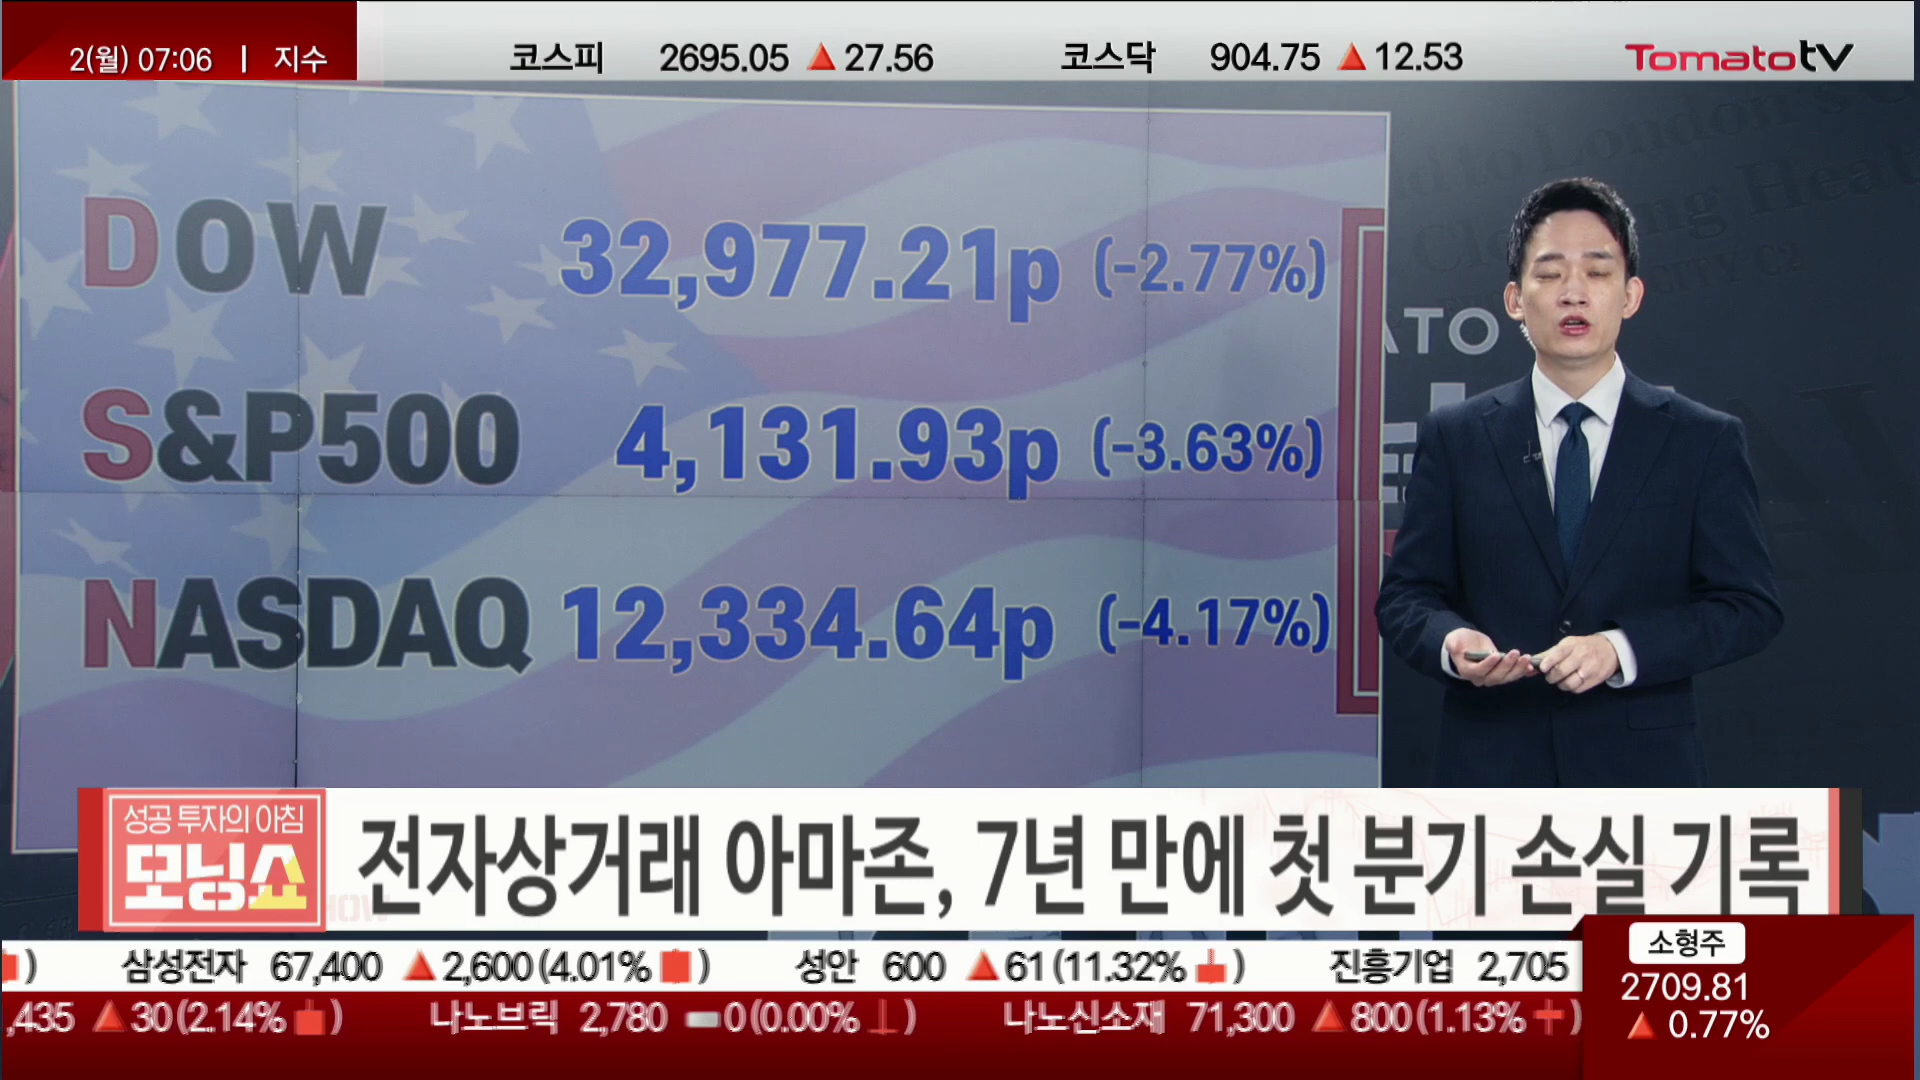 2(월) 07:06 | 지수
코스피 2695.05 ▲ 27.56
코스닥 904.75 ▲ 12.53
Tomatotv
DOW 32,977.21p (-2.77%)
S&P500 4,131.93p (-3.63%)
NASDAQ 12,334.64p (-4.17%)
ATO
성공 투자의 아침
모닝쇼
전자상거래 아마존, 7년 만에 첫 분기 손실 기록
) 삼성전자 67,400 ▲2,600(4.01% ) 성안 600 ▲61(11.32% ) 진흥기업 2,705
,435 ▲30(2.14% ) 나노브릭 2,780 0(0.00% ) 나노신소재 71,300 ▲800(1.13% )
소형주
2709.81
▲ 0.77%